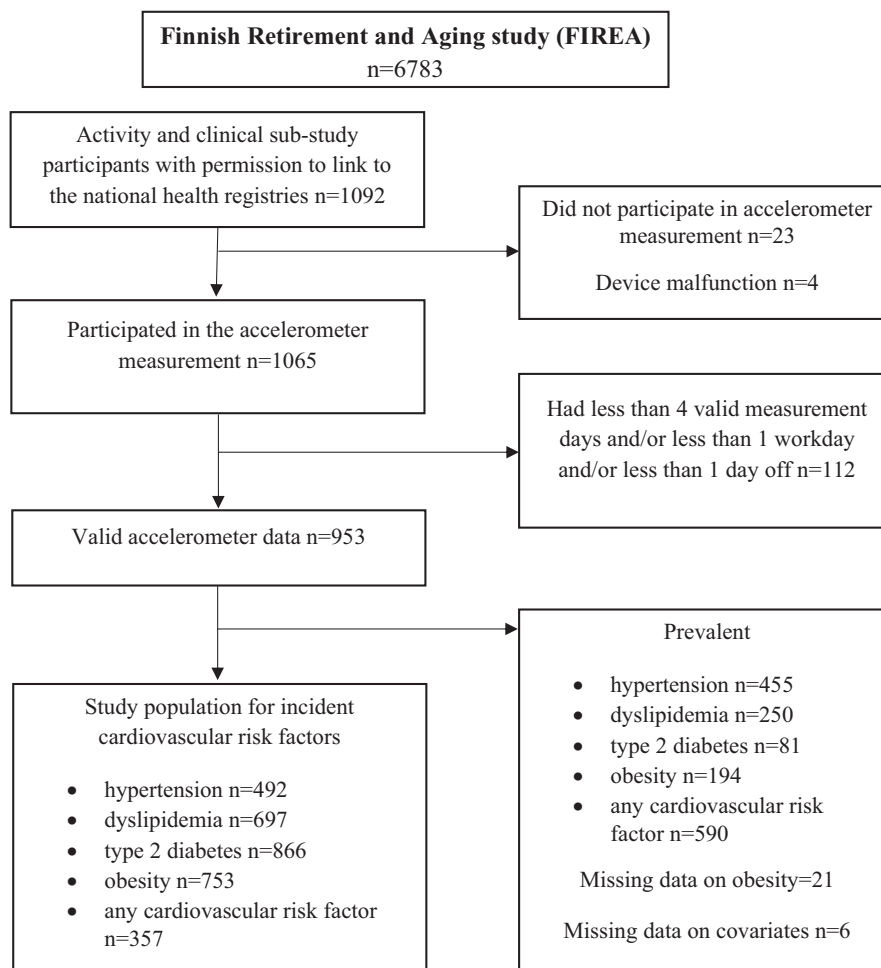 Finnish Retirement and Aging study (FIREA)
n=6783
Activity and clinical sub-study
participants with permission to link to
the national health registries n=1092
Did not participate in accelerometer
measurement n=23
Device malfunction n=4
Participated in the accelerometer
measurement n=1065
Had less than 4 valid measurement
days and/or less than 1 workday
and/or less than 1 day off n=112
Valid accelerometer data n=953
Prevalent
• hypertension n=455
• dyslipidemia n=250
• type 2 diabetes n=81
• obesity n=194
• any cardiovascular risk
factor n=590
Missing data on obesity=21
Missing data on covariates n=6
Study population for incident
cardiovascular risk factors
• hypertension n=492
• dyslipidemia n=697
• type 2 diabetes n=866
• obesity n=753
• any cardiovascular risk factor
n=357